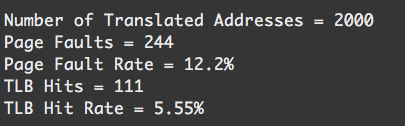 Number of Translated Addresses = 2000
Page Faults = 244
Page Fault Rate = 12.2%
TLB Hits = 111
TLB Hit Rate = 5.55%